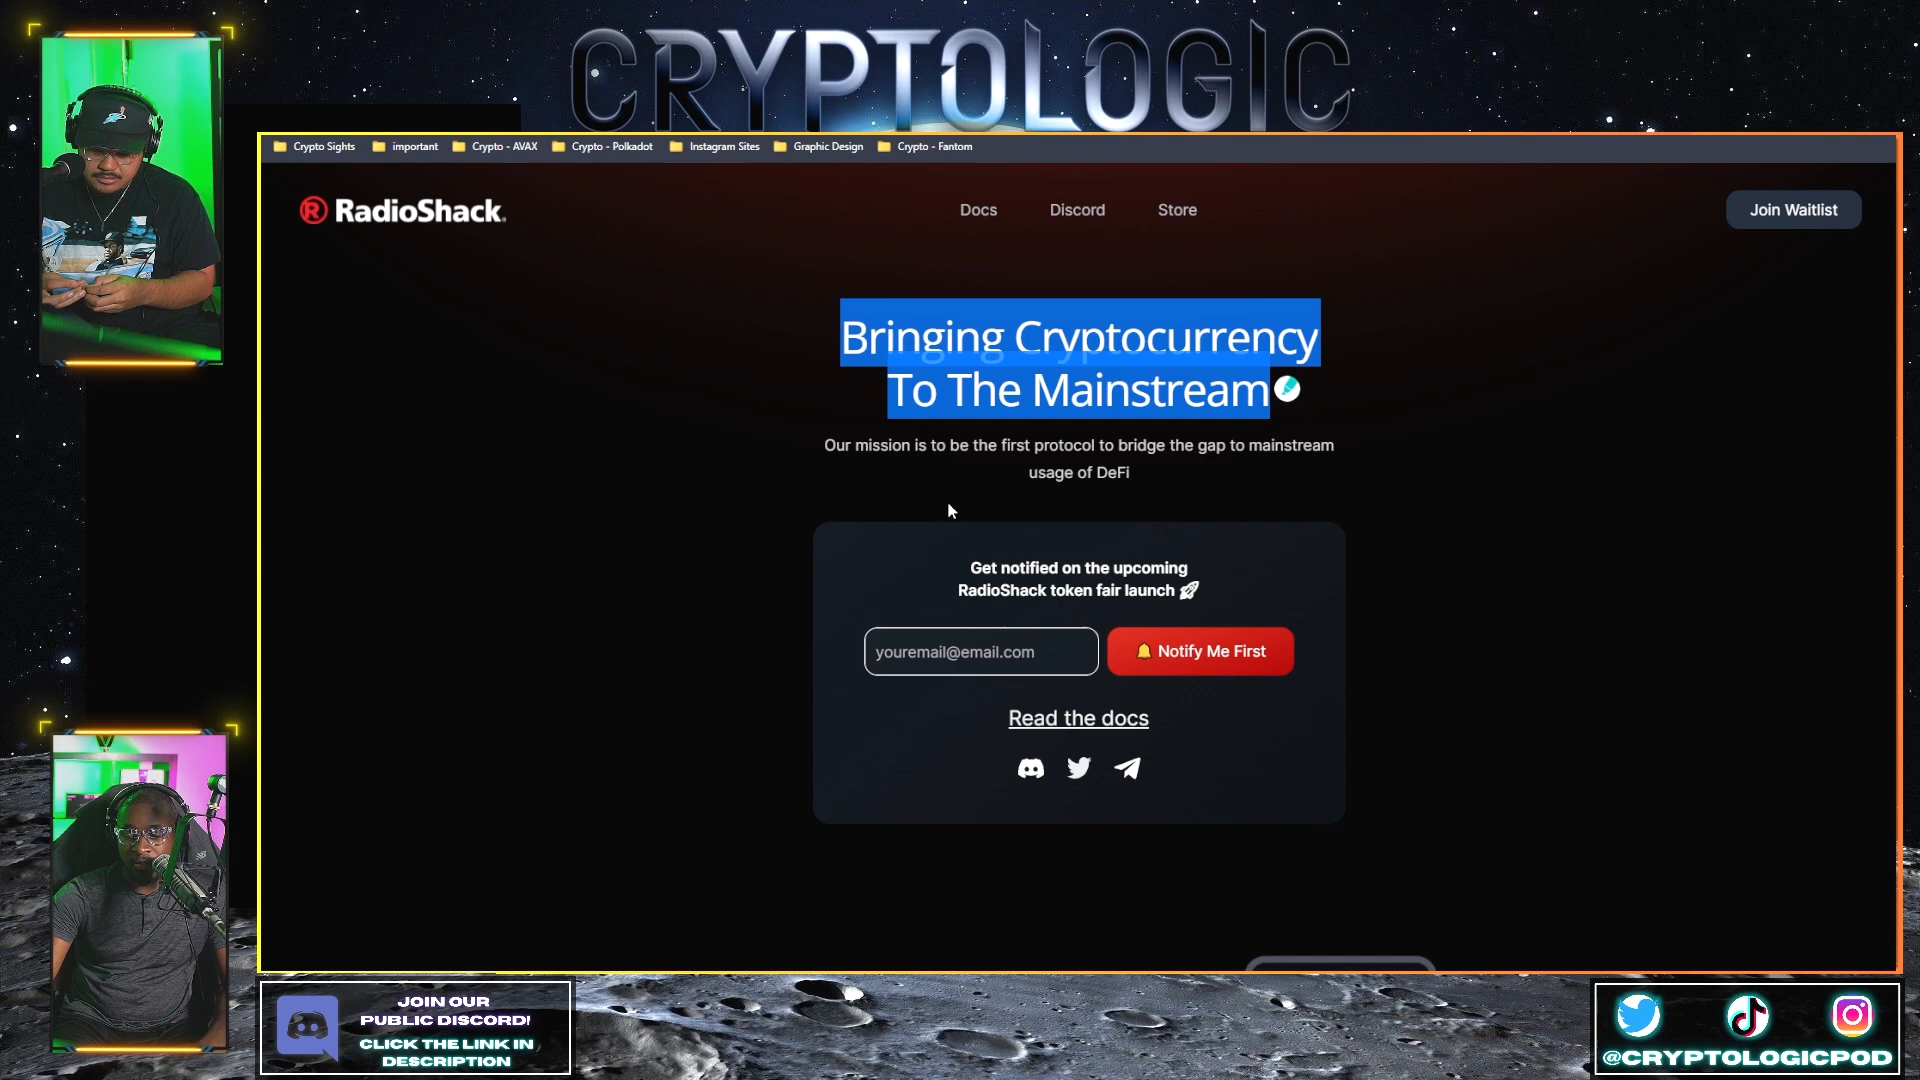 CRYPTOLOGIC
Crypto Sights
important
Crypto - AVAX
Crypto - Polkadot
Instagram Sites
Graphic Design
Crypto - Fantom
RadioShack.
Docs
Discord
Store
Join Waitlist
Bringing Cryptocurrency
To The Mainstream
Our mission is to be the first protocol to bridge the gap to mainstream
usage of DeFi
Get notified on the upcoming
RadioShack token fair launch
youremail@email.com
Notify Me First
Read the docs
JOIN OUR
PUBLIC DISCORD!
CLICK THE LINK IN
DESCRIPTION
@CRYPTOLOGICPOD